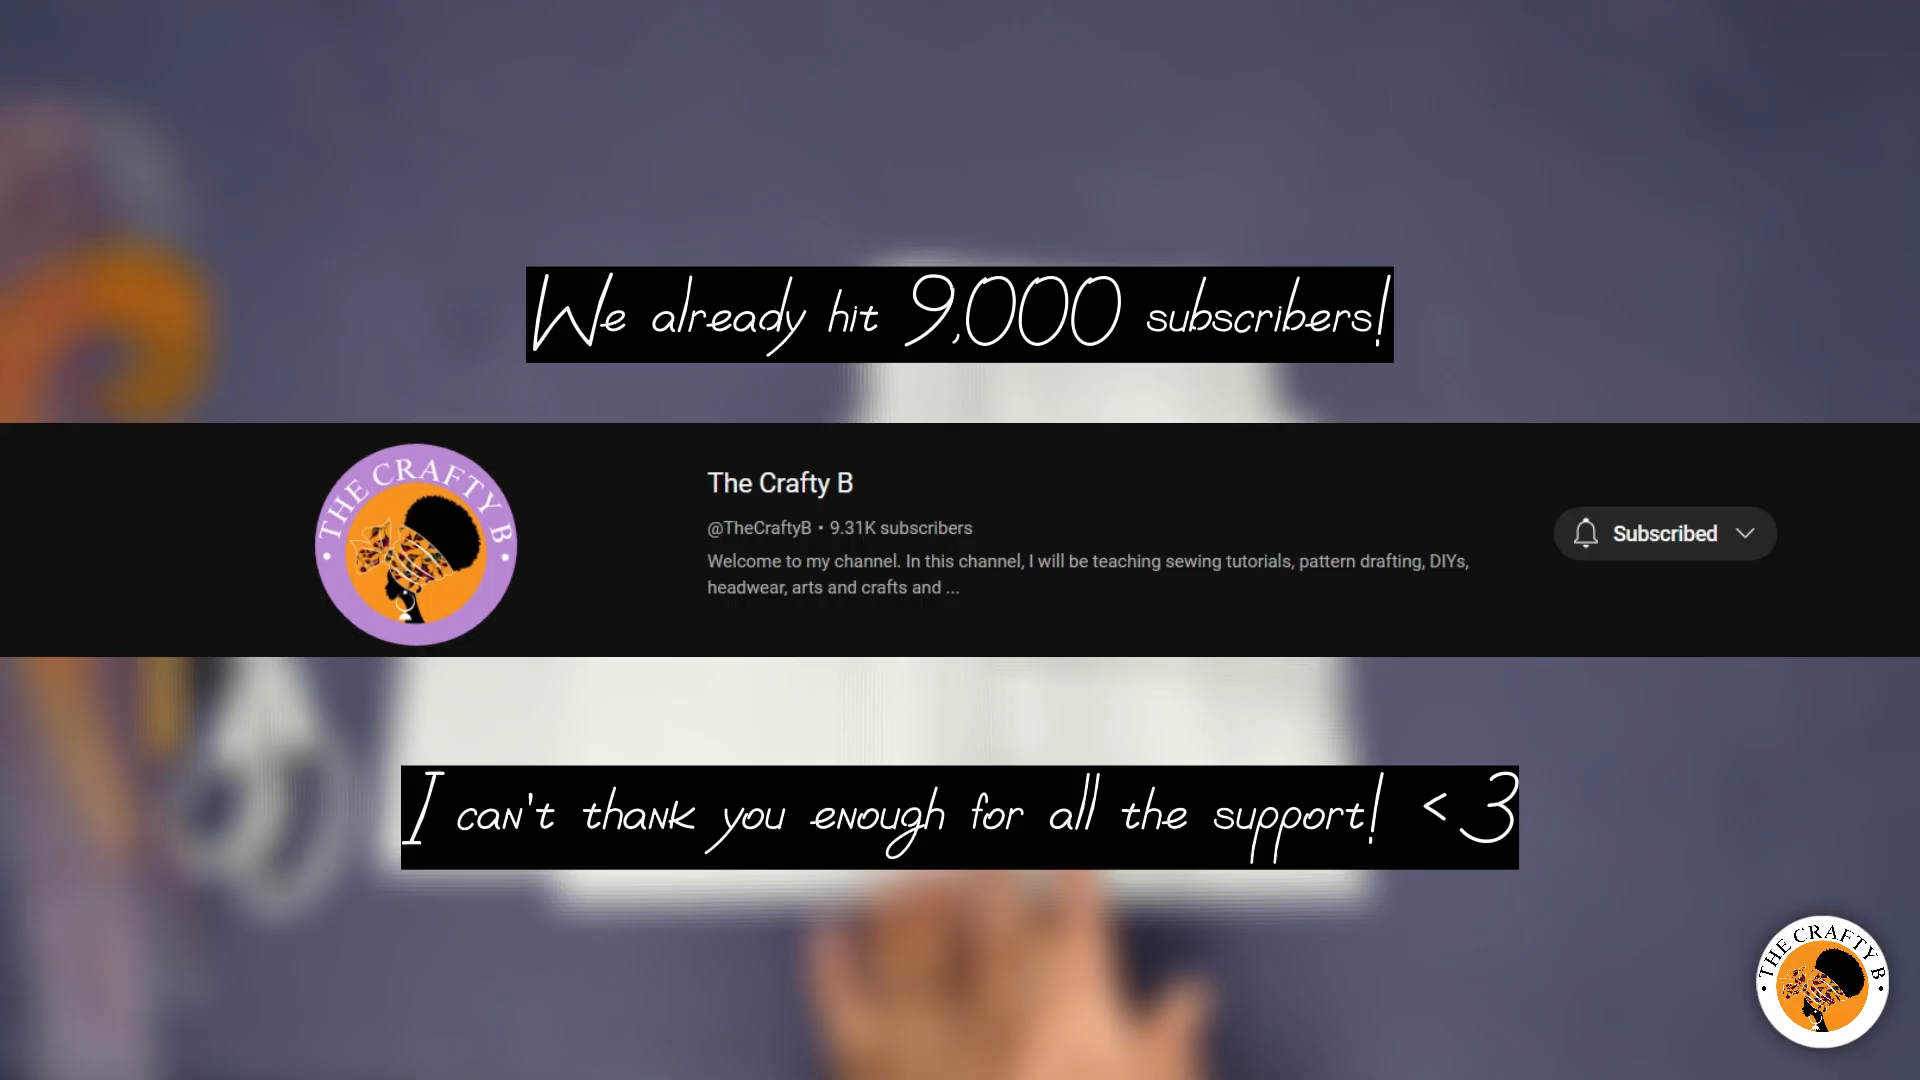 We already hit 9,000 subscribers!
THE CRAFTY B
The Crafty B
@TheCraftyB • 9.31K subscribers
Welcome to my channel. In this channel, I will be teaching sewing tutorials, pattern drafting, DIYs,
headwear, arts and crafts and ...
Subscribed
I can't thank you enough for all the support! <3
THE CRAFTY B